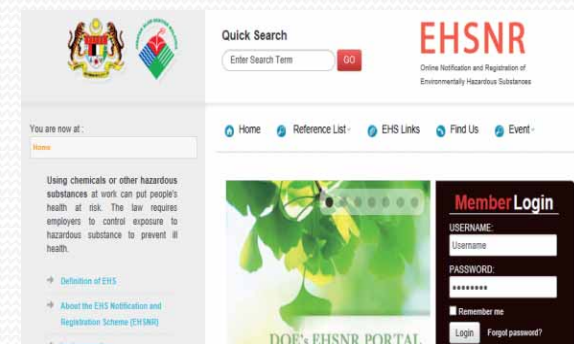 Quick Search
Enter Search Term
GO
EHSNR
Online Notification and Registration of
Environmentally Hazardous Substances
You are now at :
Home
Home
Reference List
EHS Links
Find Us
Event
Using chemicals or other hazardous
substances at work can put people's
health at risk. The law requires
employers to control exposure to
hazardous substance to prevent ill
health.
Definition of EHS
About the EHS Notification and
Registration Scheme (EHSNR)
DOE's EHSNR PORTAL
Member Login
USERNAME:
Username
PASSWORD:
Remember me
Login
Forgot password?